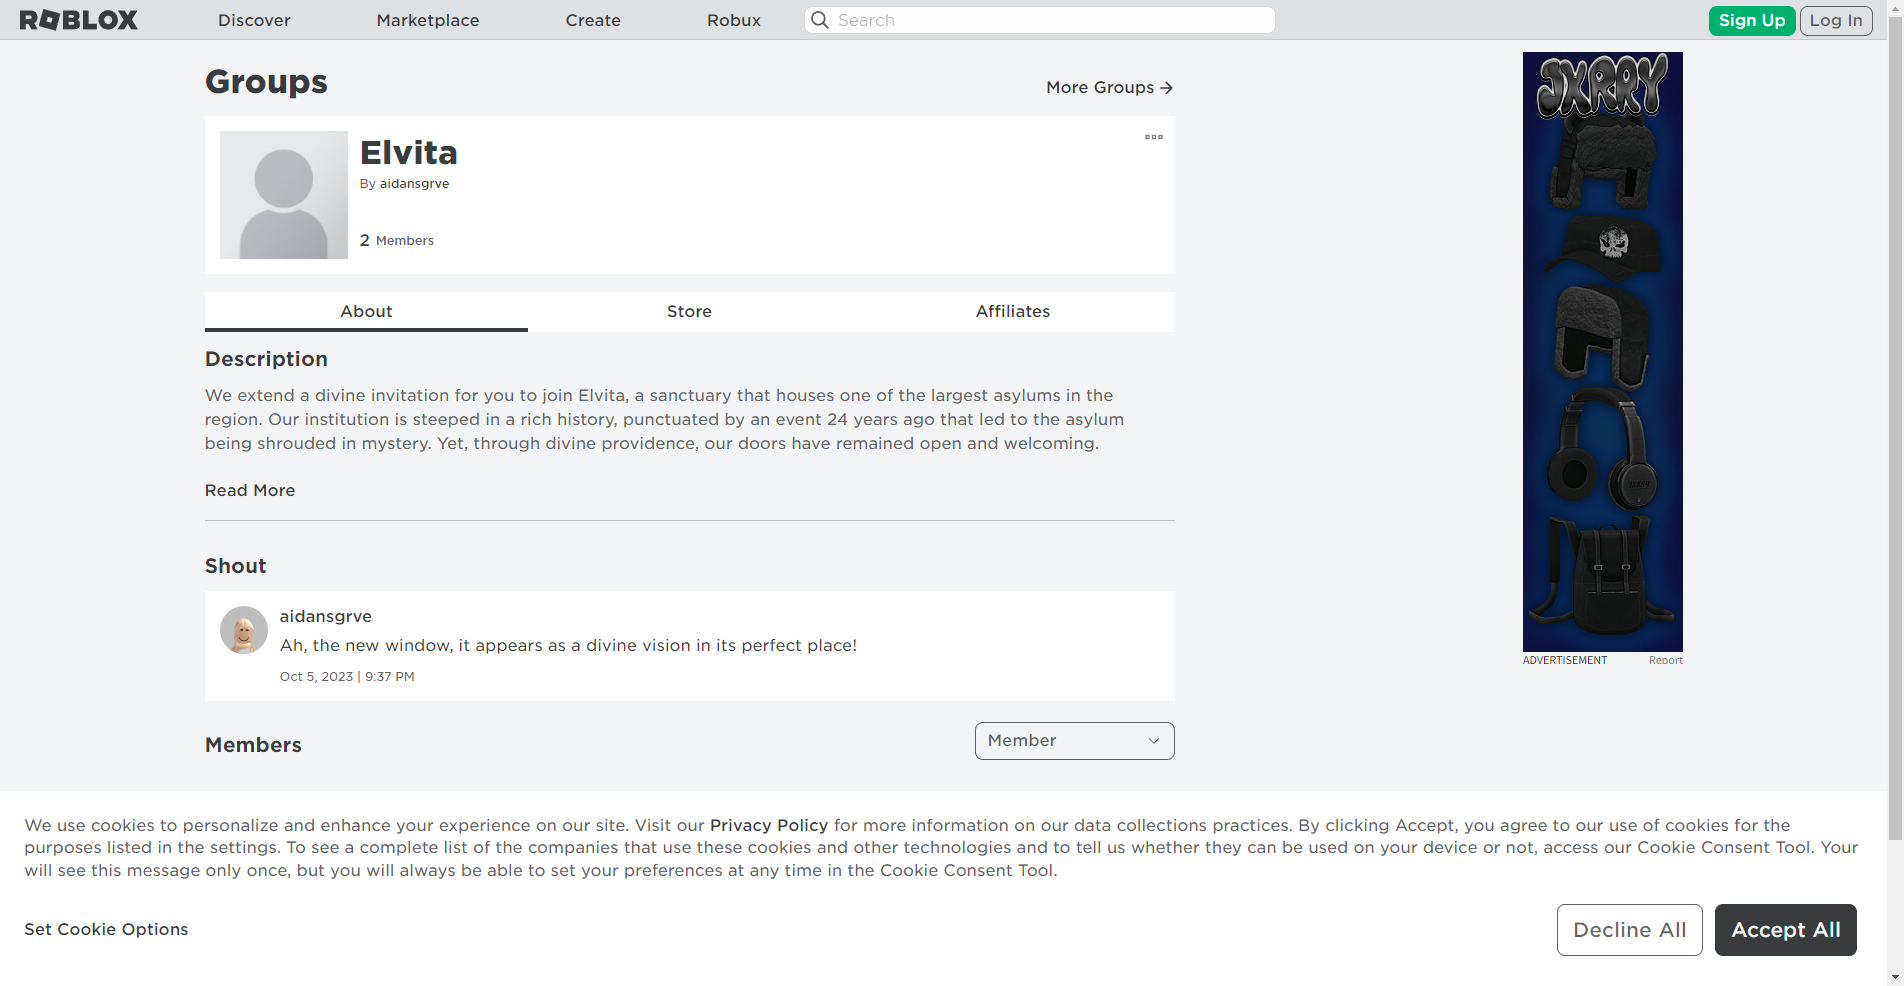 ROBLOX
Discover
Marketplace
Create
Robux
Search
Sign Up
Log In
Groups
More Groups
Elvita
By aidansgrve
2 Members
About
Store
Affiliates
Description
We extend a divine invitation for you to join Elvita, a sanctuary that houses one of the largest asylums in the
region. Our institution is steeped in a rich history, punctuated by an event 24 years ago that led to the asylum
being shrouded in mystery. Yet, through divine providence, our doors have remained open and welcoming.
Read More
Shout
aidansgrve
Ah, the new window, it appears as a divine vision in its perfect place!
Oct 5, 2023 | 9:37 PM
Members
Member
JXRRY
ADVERTISEMENT
Report
We use cookies to personalize and enhance your experience on our site. Visit our Privacy Policy for more information on our data collections practices. By clicking Accept, you agree to our use of cookies for the
purposes listed in the settings. To see a complete list of the companies that use these cookies and other technologies and to tell us whether they can be used on your device or not, access our Cookie Consent Tool. Your
will see this message only once, but you will always be able to set your preferences at any time in the Cookie Consent Tool.
Set Cookie Options
Decline All
Accept All